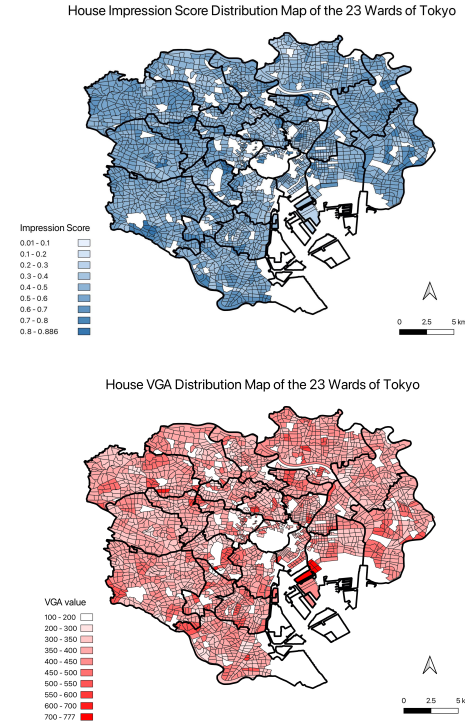 House Impression Score Distribution Map of the 23 Wards of Tokyo
Impression Score
0.01 - 0.1
0.1 - 0.2
0.2 - 0.3
0.3 - 0.4
0.4 - 0.5
0.5 - 0.6
0.6 - 0.7
0.7 - 0.8
0.8 - 0.886
0 2.5 5 km
House VGA Distribution Map of the 23 Wards of Tokyo
VGA value
100 - 200
200 - 300
300 - 350
350 - 400
400 - 450
450 - 500
500 - 550
550 - 600
600 - 700
700 - 777
0 2.5 5 k